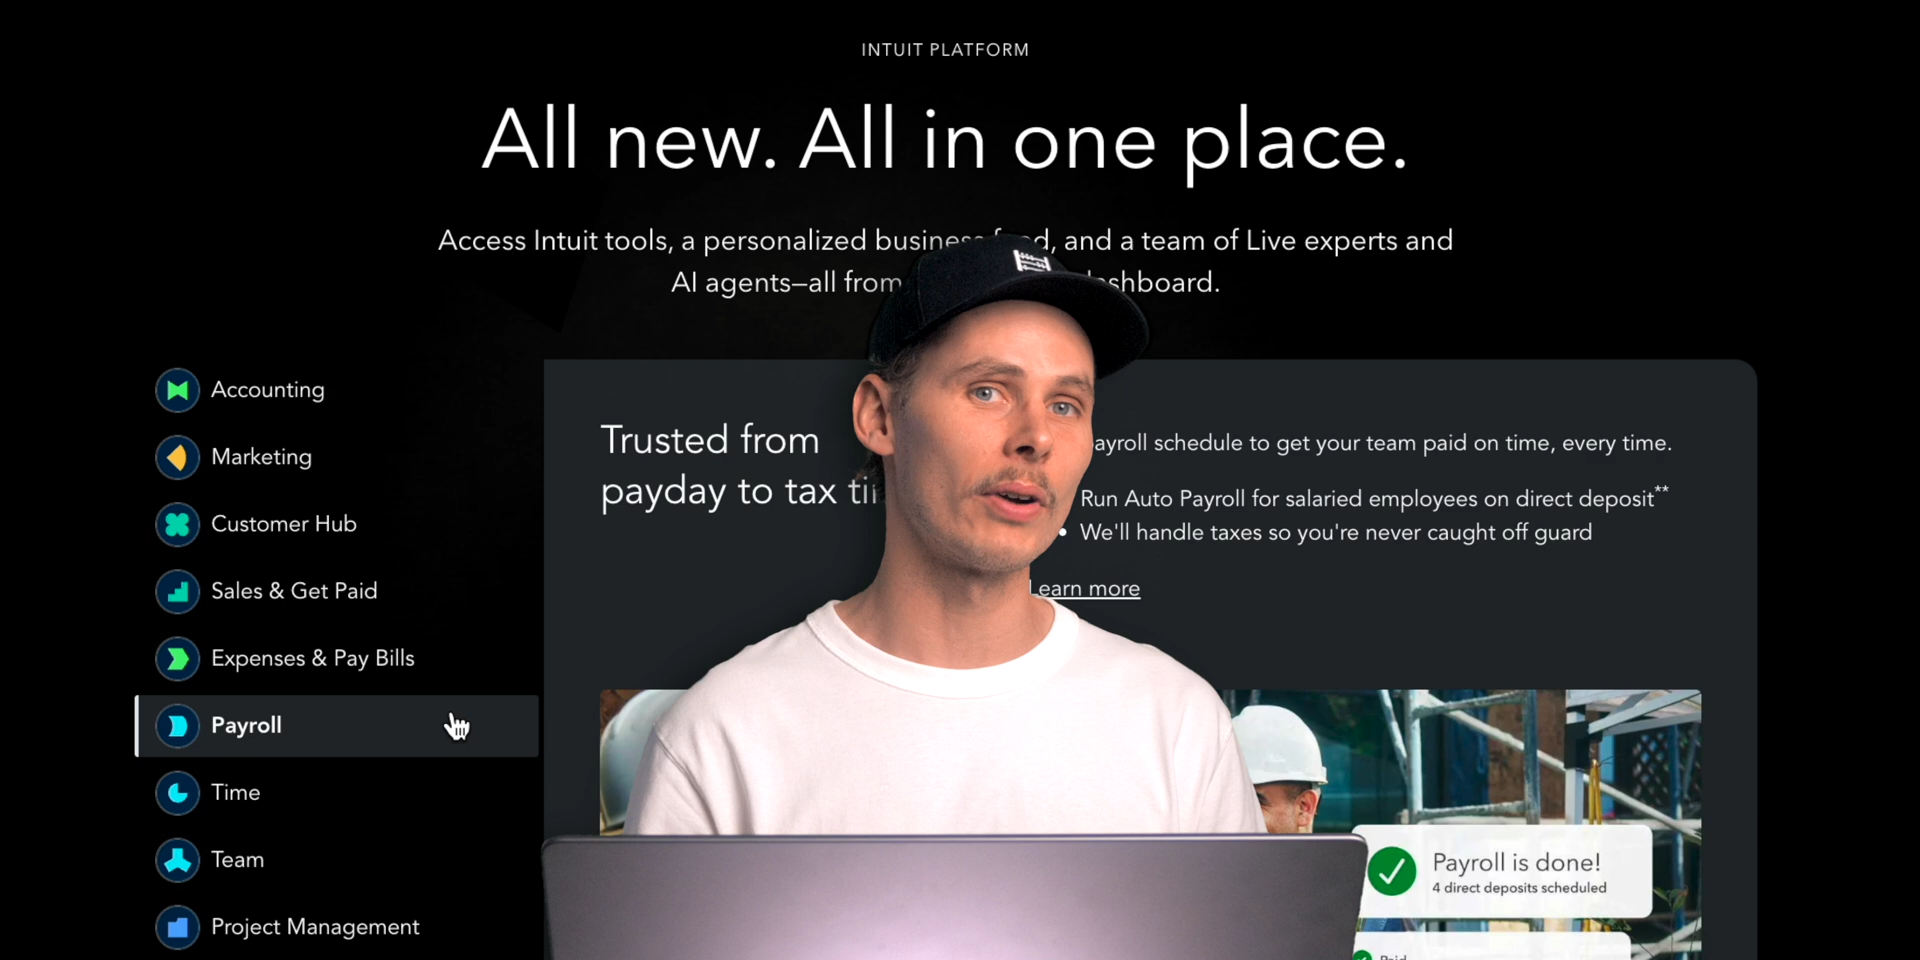 INTUIT PLATFORM
All new. All in one place.
Access Intuit tools, a personalized business d, and a team of Live experts and
AI agents—all from shboard.
Accounting
Marketing
Customer Hub
Sales & Get Paid
Expenses & Pay Bills
Payroll
Time
Team
Project Management
Trusted from
payday to tax
ayroll schedule to get your team paid on time, every time.
Run Auto Payroll for salaried employees on direct deposit**
• We'll handle taxes so you're never caught off guard
Learn more
Payroll is done!
4 direct deposits scheduled
Paid